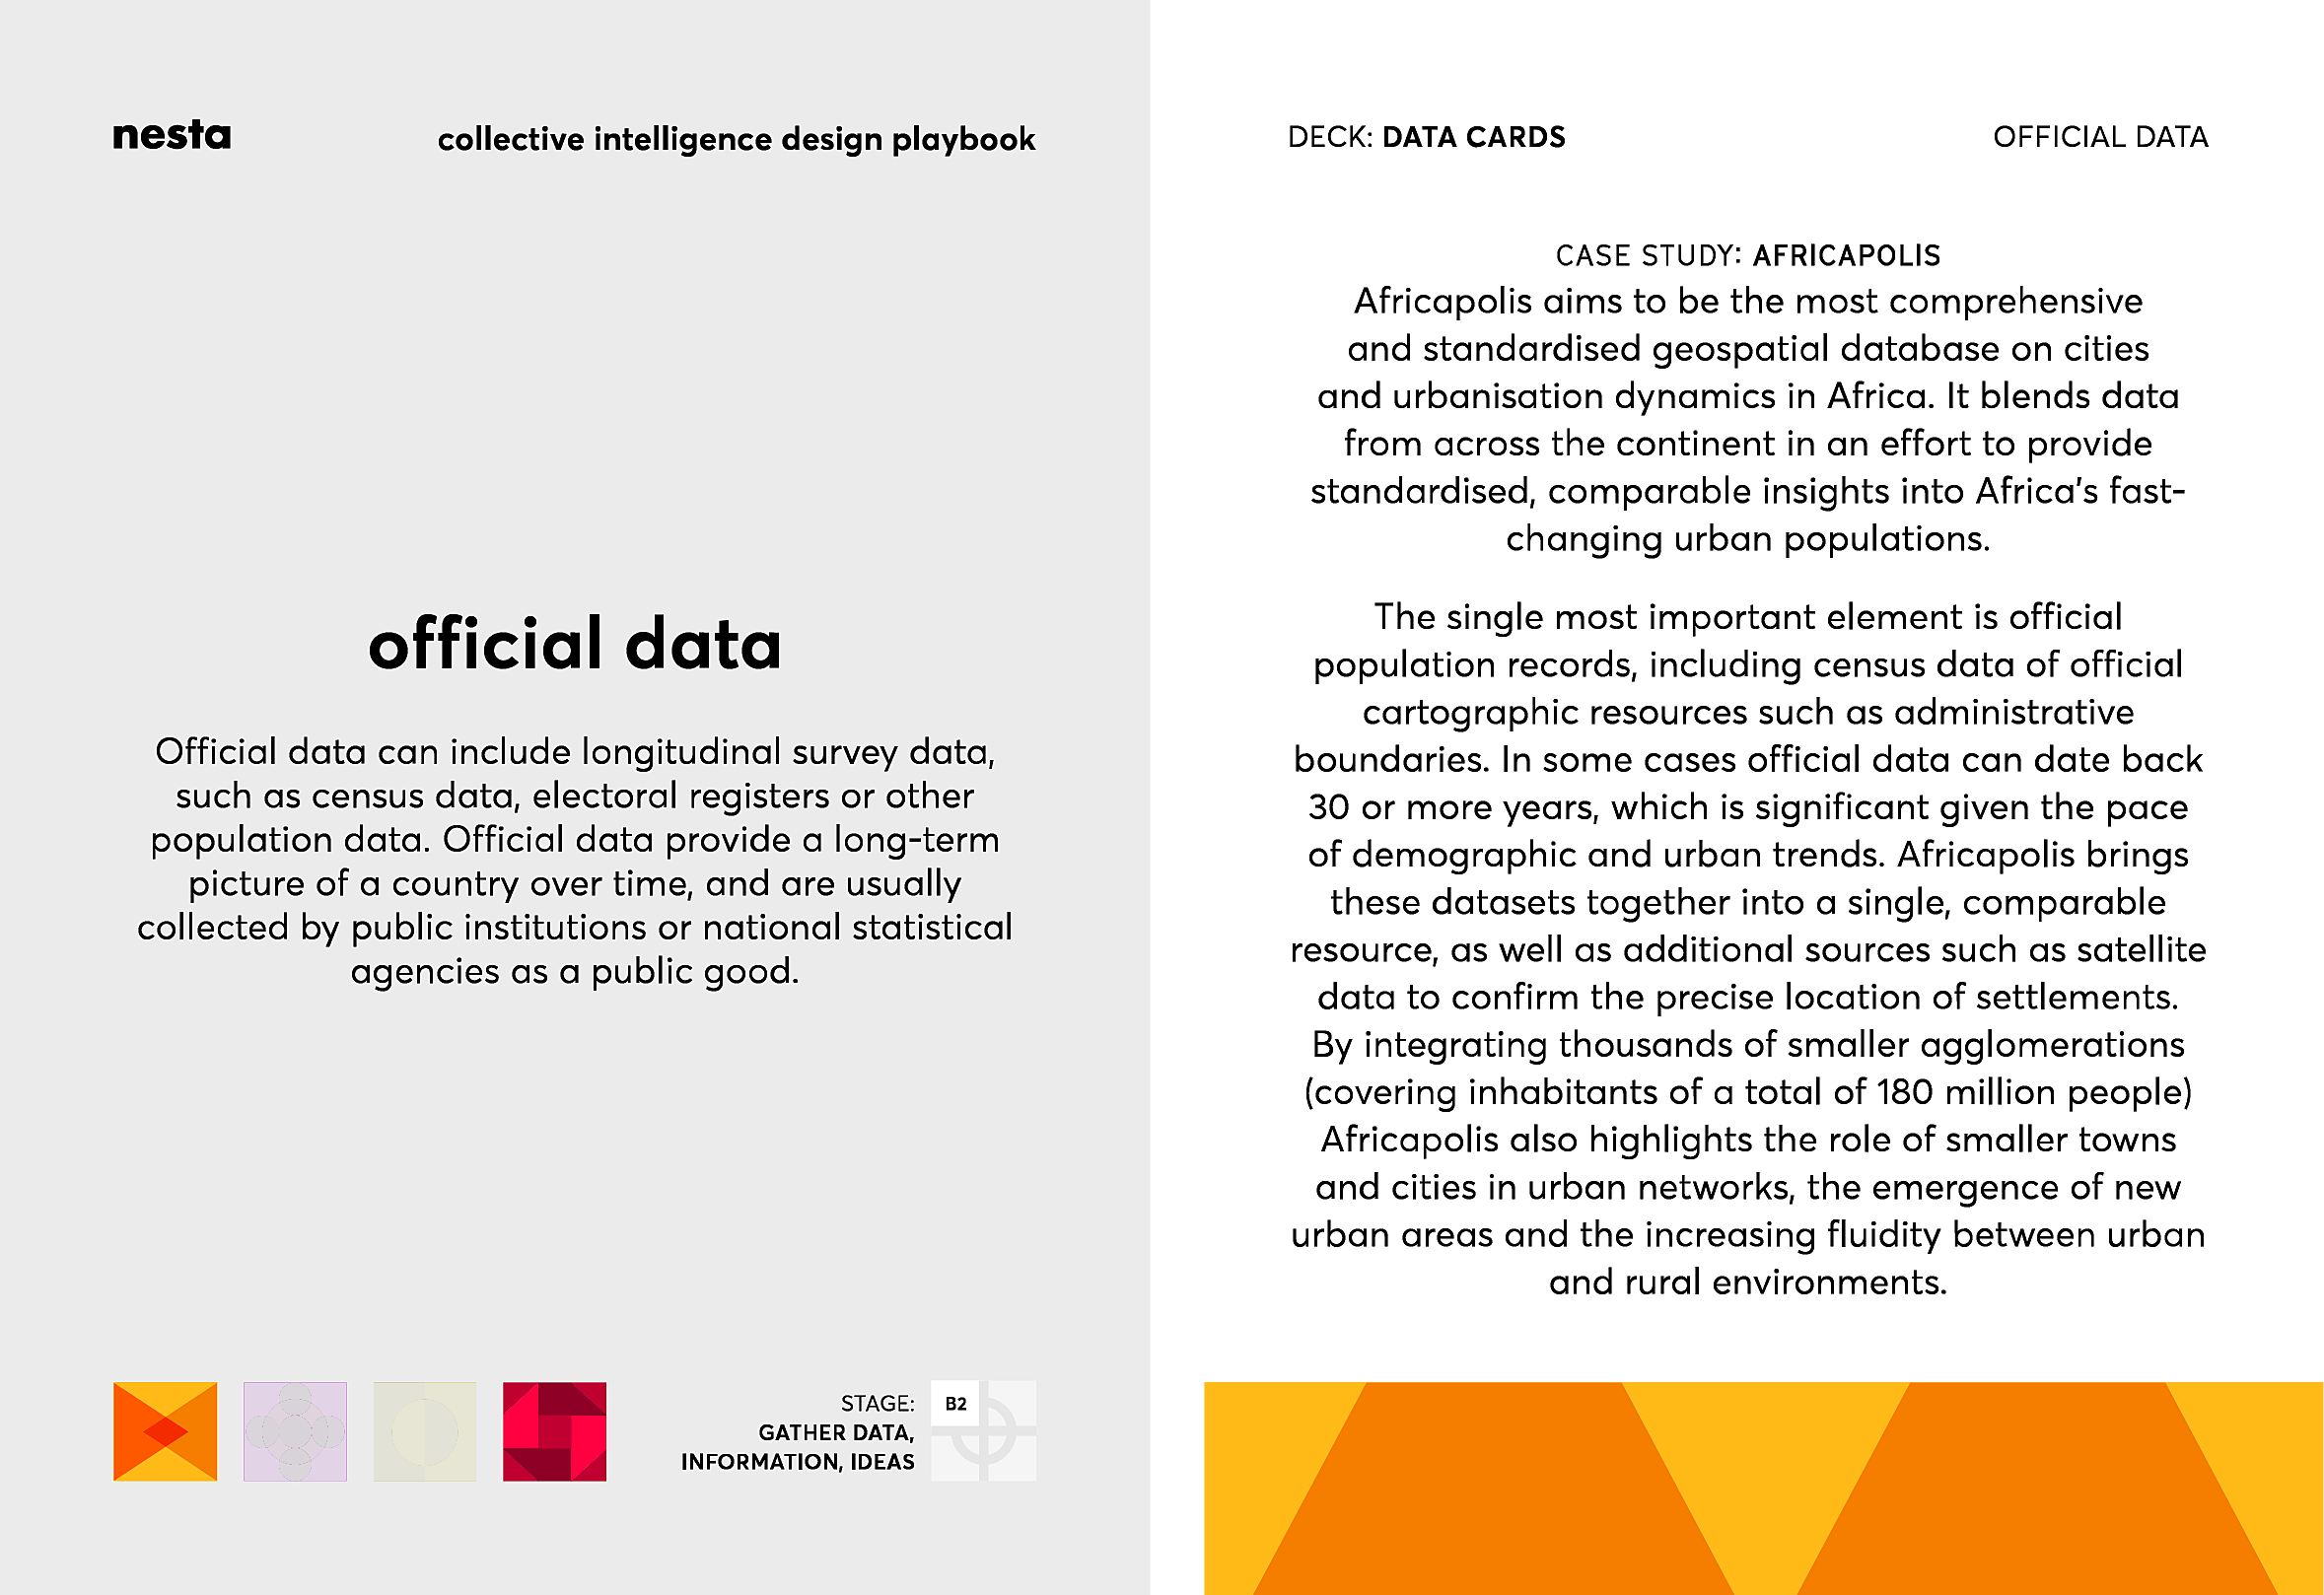 nesta
collective intelligence design playbook
official data
Official data can include longitudinal survey data,
such as census data, electoral registers or other
population data. Official data provide a long-term
picture of a country over time, and are usually
collected by public institutions or national statistical
agencies as a public good.
STAGE:
GATHER DATA,
INFORMATION, IDEAS
B2
DECK: DATA CARDS
OFFICIAL DATA
CASE STUDY: AFRICAPOLIS
Africapolis aims to be the most comprehensive
and standardised geospatial database on cities
and urbanisation dynamics in Africa. It blends data
from across the continent in an effort to provide
standardised, comparable insights into Africa's fast-
changing urban populations.
The single most important element is official
population records, including census data of official
cartographic resources such as administrative
boundaries. In some cases official data can date back
30 or more years, which is significant given the pace
of demographic and urban trends. Africapolis brings
these datasets together into a single, comparable
resource, as well as additional sources such as satellite
data to confirm the precise location of settlements.
By integrating thousands of smaller agglomerations
(covering inhabitants of a total of 180 million people)
Africapolis also highlights the role of smaller towns
and cities in urban networks, the emergence of new
urban areas and the increasing fluidity between urban
and rural environments.